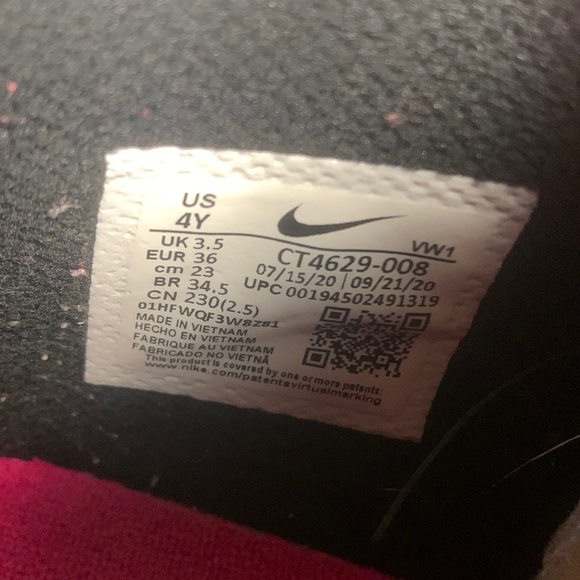 US
4Y
UK 3.5
EUR 36
cm 23
BR 34.5
CN 230(2.5)
VW1
CT4629-008
07/15/20 | 09/21/20
UPC 00194502491319
01HFWQF3W8281
MADE IN VIETNAM
HECHO EN VIETNAM
FABRIQUE AU VIETNAM
FABRICADO NO VIETNÃ
This product is covered by one or more patents:
www.nike.com/patentsvirtualmarking